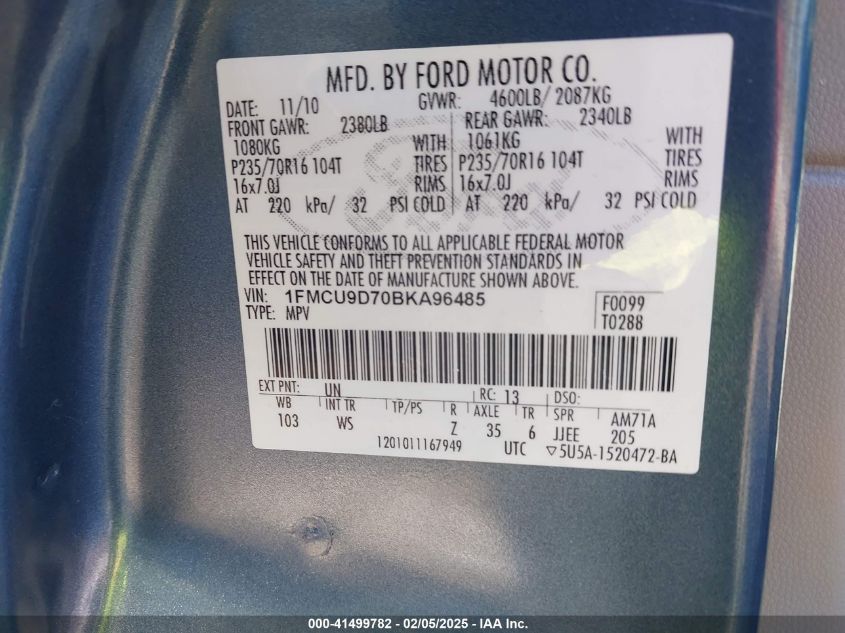 MFD. BY FORD MOTOR CO.
DATE: 11/10 GVWR: 4600LB/ 2087KG
FRONT GAWR: 2380LB REAR GAWR: 2340LB
1080KG WITH 1061KG WITH
P235/70R16 104T TIRES P235/70R16 104T TIRES
16x7.0J RIMS 16x7.0J RIMS
AT 220 kPa/ 32 PSI COLD AT 220 kPa/ 32 PSI COLD
THIS VEHICLE CONFORMS TO ALL APPLICABLE FEDERAL MOTOR
VEHICLE SAFETY AND THEFT PREVENTION STANDARDS IN
EFFECT ON THE DATE OF MANUFACTURE SHOWN ABOVE.
VIN: 1FMCU9D70BKA96485 F0099
TYPE: MPV T0288
EXT PNT: UN RC: 13 DSO:
WB INT TR TP/PS R AXLE TR SPR AM71A
103 WS Z 35 6 JJEE 205
1201011167949 UTC ▽5U5A-1520472-BA
000-41499782 - 02/05/2025 - IAA Inc.